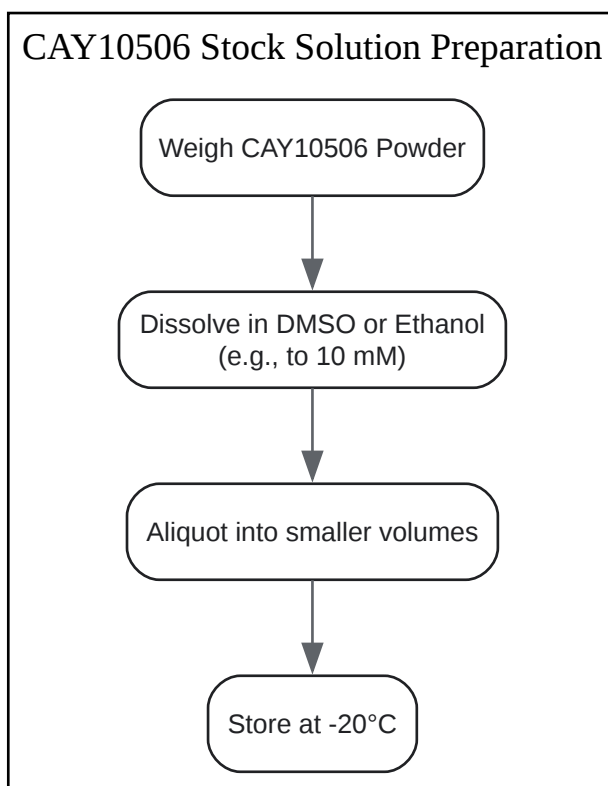 CAY10506 Stock Solution Preparation
Weigh CAY10506 Powder
Dissolve in DMSO or Ethanol
(e.g., to 10 mM)
Aliquot into smaller volumes
Store at -20°C